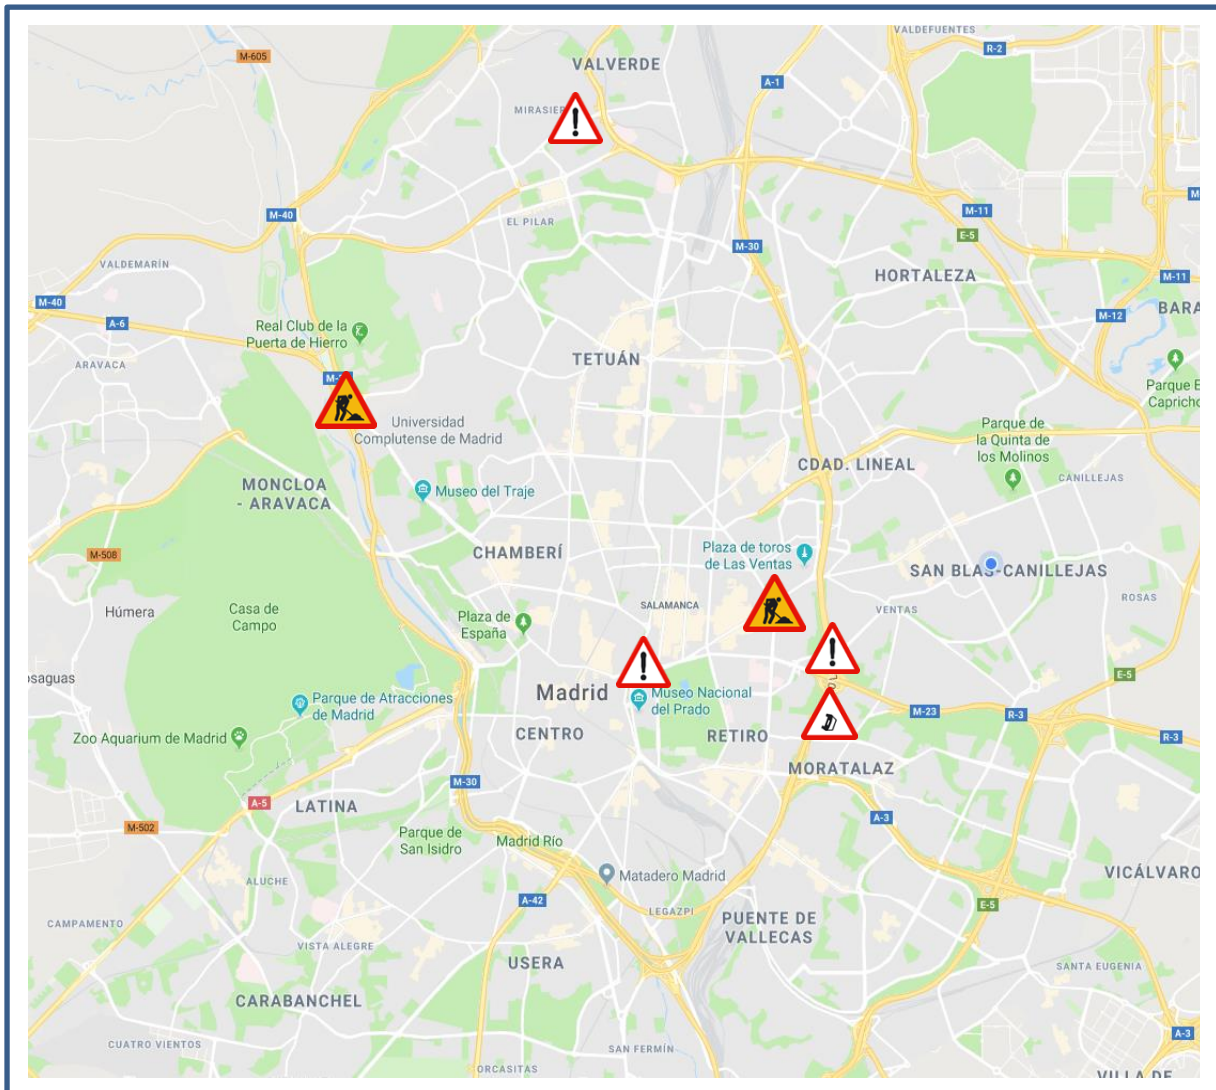 VALDEFUENTES
R-2
M-605
VALVERDE
A-1
MIRASIER
M
M-40
M-11
E-5
EL PILAR
M-30
VALDEMARÍN
HORTALEZA
M-11
M-40
BARA
A-6
M-12
Real Club de la
Puerta de Hierro
ARAVACA
TETUÁN
Parque E
Capricho
M-
Universidad
Complutense de Madrid
Parque de
la Quinta de
los Molinos
CDAD. LINEAL
CANILLEJAS
MONCLOA
- ARAVACA
Museo del Traje
M-508
CHAMBERÍ
Plaza de toros
de Las Ventas
SAN BLAS-CANILLEJAS
Húmera
Casa de
Campo
Plaza de
España
SALAMANCA
VENTAS
ROSAS
osaguas
E-5
Parque de Atracciones
de Madrid
Madrid
Museo Nacional
del Prado
M-23
R-3
R-3
Zoo Aquarium de Madrid
CENTRO
RETIRO
MORATALAZ
M-30
A-5
LATINA
A-3
M-502
Parque de
San Isidro
Madrid Río
Matadero Madrid
VICÁLVARO
ALUCHE
A-42
LEGAZPI
E-5
CAMPAMENTO
VISTA ALEGRE
PUENTE DE
VALLECAS
USERA
SANTA EUGENIA
CARABANCHEL
A-3
CUATRO VIENTOS
SAN FERMÍN
ORCASITAS
VILLA DE